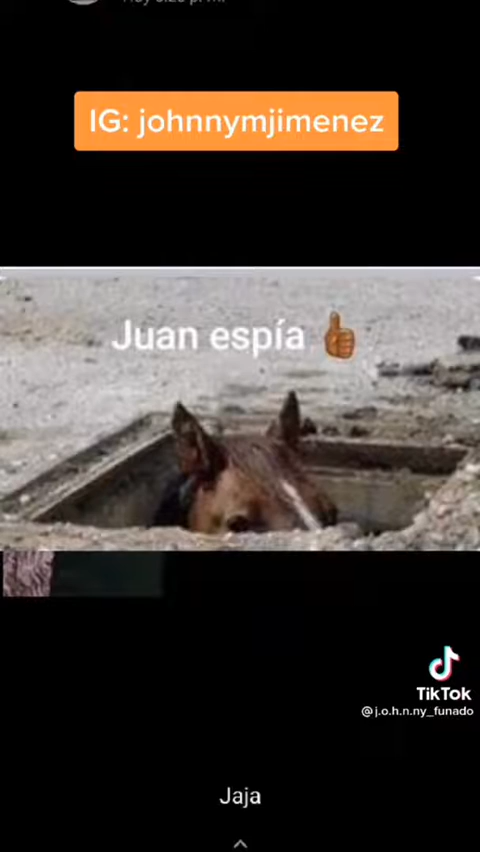 IG: johnnymjimenez
Juan espía 👍
TikTok
@j.o.h.n.ny_funado
Jaja